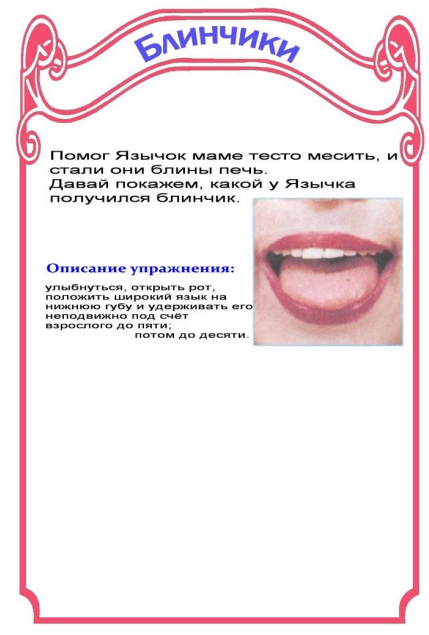 Блинчики
Помог Язычок маме тесто месить, и
стали они блины печь.
Давай покажем, какой у Язычка
получился блинчик.
Описание упражнения:
улыбнуться, открыть рот,
положить широкий язык на
нижнюю губу и удерживать его
неподвижно под счёт
взрослого до пяти;
потом до десяти.